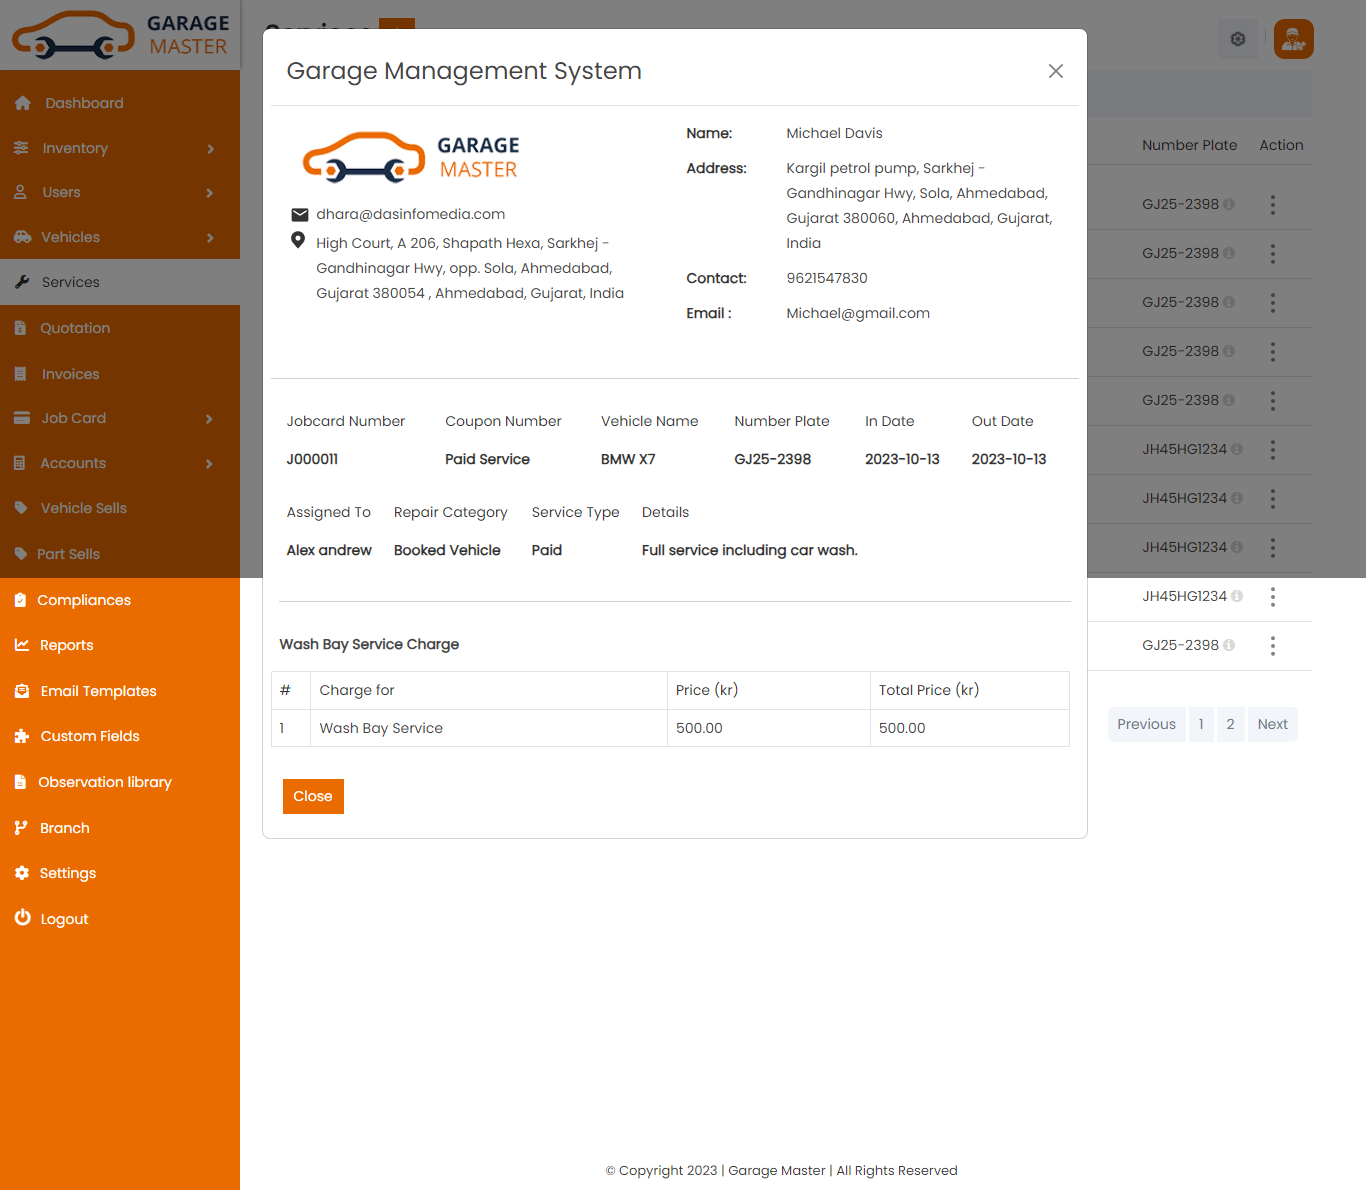 GARAGE
MASTER
Dashboard
Inventory
Users
Vehicles
Services
Quotation
Invoices
Job Card
Accounts
Vehicle Sells
Part Sells
Compliances
Reports
Email Templates
Custom Fields
Observation library
Branch
Settings
Logout
Garage Management System
GARAGE
MASTER
dhara@dasinfomedia.com
High Court, A 206, Shapath Hexa, Sarkhej -
Gandhinagar Hwy, opp. Sola, Ahmedabad,
Gujarat 380054 , Ahmedabad, Gujarat, India
Name: Michael Davis
Address: Kargil petrol pump, Sarkhej -
Gandhinagar Hwy, Sola, Ahmedabad,
Gujarat 380060, Ahmedabad, Gujarat,
India
Contact: 9621547830
Email : Michael@gmail.com
Jobcard Number Coupon Number Vehicle Name Number Plate In Date Out Date
J000011 Paid Service BMW X7 GJ25-2398 2023-10-13 2023-10-13
Assigned To Repair Category Service Type Details
Alex andrew Booked Vehicle Paid Full service including car wash.
Wash Bay Service Charge
# Charge for Price (kr) Total Price (kr)
1 Wash Bay Service 500.00 500.00
Close
Number Plate Action
GJ25-2398
GJ25-2398
GJ25-2398
GJ25-2398
GJ25-2398
JH45HG1234
JH45HG1234
JH45HG1234
JH45HG1234
GJ25-2398
Previous 1 2 Next
© Copyright 2023 | Garage Master | All Rights Reserved